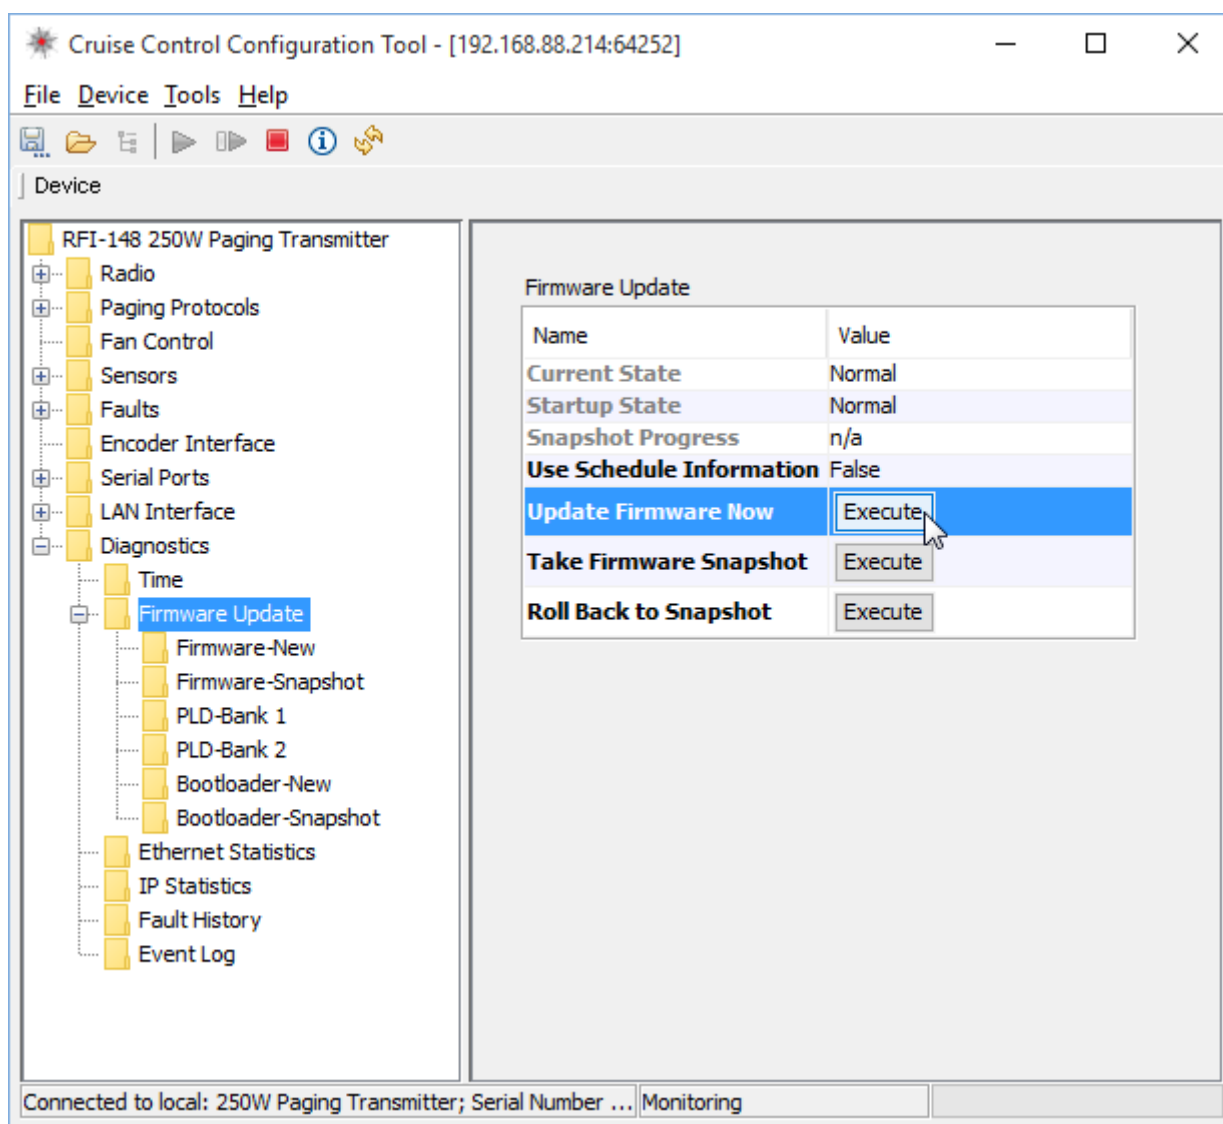 Cruise Control Configuration Tool - [192.168.88.214:64252]
File Device Tools Help
Device
RFI-148 250W Paging Transmitter
Radio
Paging Protocols
Fan Control
Sensors
Faults
Encoder Interface
Serial Ports
LAN Interface
Diagnostics
Time
Firmware Update
Firmware-New
Firmware-Snapshot
PLD-Bank 1
PLD-Bank 2
Bootloader-New
Bootloader-Snapshot
Ethernet Statistics
IP Statistics
Fault History
Event Log
Firmware Update
Name Value
Current State Normal
Startup State Normal
Snapshot Progress n/a
Use Schedule Information False
Update Firmware Now Execute
Take Firmware Snapshot Execute
Roll Back to Snapshot Execute
Connected to local: 250W Paging Transmitter; Serial Number ... Monitoring